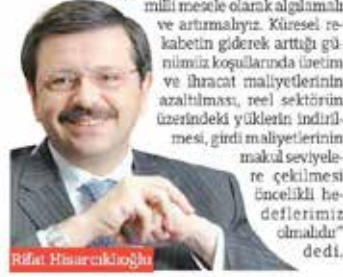 milli mesele olarak algılamalı
ve artırmalıyız. Küresel re-
kabetin giderek arttığı gü-
nümüz koşullarında üretim
ve ihracat maliyetlerinin
azaltılması, reel sektörün
üzerindeki yüklerin indiril-
mesi, girdi maliyetlerinin
makul seviyele-
re çekilmesi
öncelikli he-
deflerimiz
olmalıdır"
dedi.
Rifat Hisarcıklıoğlu